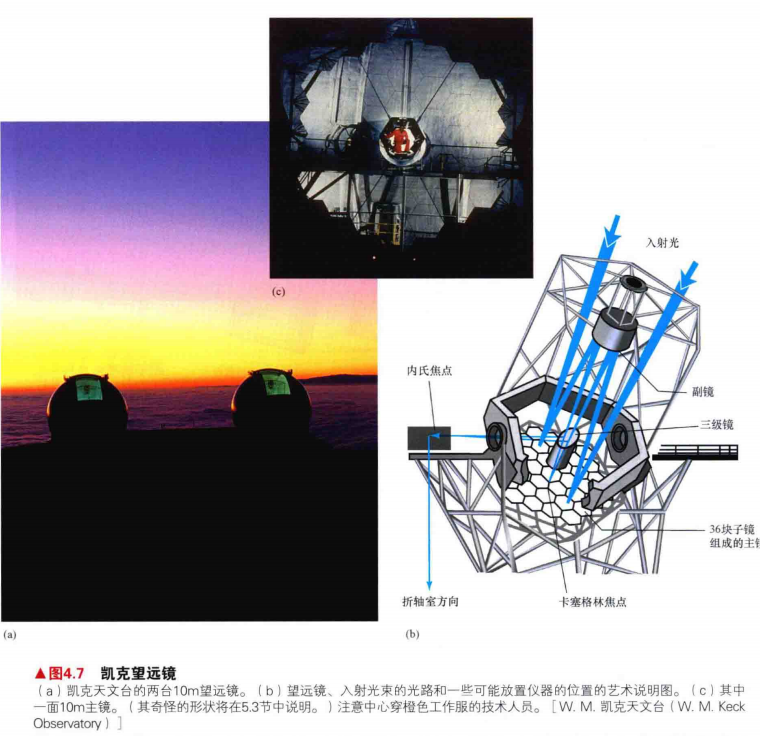 (c)
入射光
内氏焦点
副镜
三级镜
36块子镜
组成的主
折轴室方向
卡塞格林焦点
(a)
(b)
▲图4.7 凯克望远镜
(a)凯克天文台的两台10m望远镜。(b)望远镜、入射光束的光路和一些可能放置仪器的位置的艺术说明图。(c)其中
一面10m主镜。(其奇怪的形状将在5.3节中说明。)注意中心穿橙色工作服的技术人员。[W. M. 凯克天文台(W. M. Keck
Observatory)]